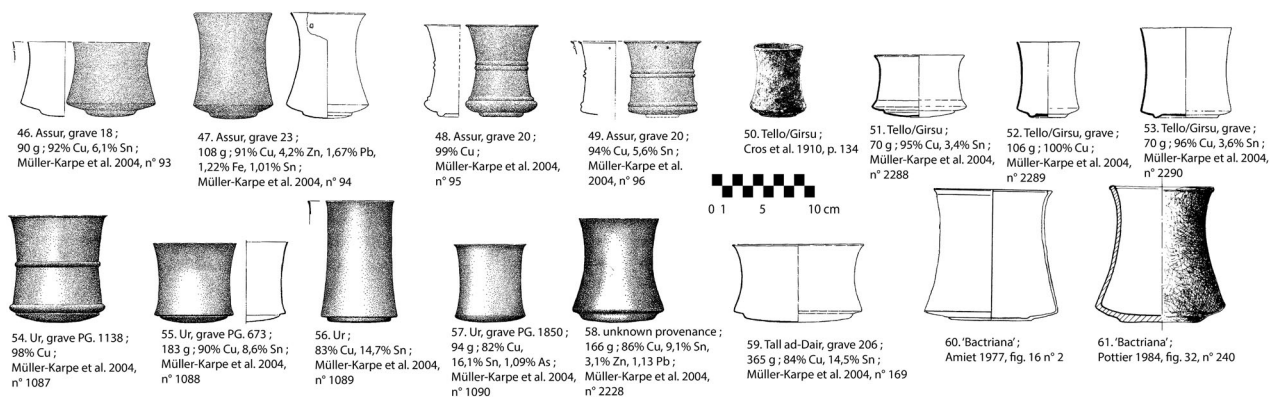 46. Assur, grave 18 ;
90 g ; 92% Cu, 6,1% Sn ;
Müller-Karpe et al. 2004, n° 93
47. Assur, grave 23 ;
108 g ; 91% Cu, 4,2% Zn, 1,67% Pb,
1,22% Fe, 1,01% Sn ;
Müller-Karpe et al. 2004, n° 94
48. Assur, grave 20 ;
99% Cu ;
Müller-Karpe et al. 2004,
n° 95
49. Assur, grave 20 ;
94% Cu, 5,6% Sn ;
Müller-Karpe et al.
2004, n° 96
50. Tello/Girsu ;
Cros et al. 1910, p. 134
51. Tello/Girsu ;
70 g ; 95% Cu, 3,4% Sn ;
Müller-Karpe et al. 2004,
n° 2288
52. Tello/Girsu, grave ;
106 g ; 100% Cu ;
Müller-Karpe et al. 2004,
n° 2289
53. Tello/Girsu, grave ;
70 g ; 96% Cu, 3,6% Sn ;
Müller-Karpe et al. 2004,
n° 2290
0 1 5 10 cm
54. Ur, grave PG. 1138 ;
98% Cu ;
Müller-Karpe et al. 2004,
n° 1087
55. Ur, grave PG. 673 ;
183 g ; 90% Cu, 8,6% Sn ;
Müller-Karpe et al. 2004,
n° 1088
56. Ur ;
83% Cu, 14,7% Sn ;
Müller-Karpe et al. 2004,
n° 1089
57. Ur, grave PG. 1850 ;
94 g ; 82% Cu,
16,1% Sn, 1,09% As ;
Müller-Karpe et al. 2004,
n° 1090
58. unknown provenance ;
166 g ; 86% Cu, 9,1% Sn,
3,1% Zn, 1,13 Pb ;
Müller-Karpe et al. 2004,
n° 2228
59. Tall ad-Dair, grave 206 ;
365 g ; 84% Cu, 14,5% Sn ;
Müller-Karpe et al. 2004, n° 169
60. ‘Bactriana’ ;
Amiet 1977, fig. 16 n° 2
61. ‘Bactriana’ ;
Pottier 1984, fig. 32, n° 240